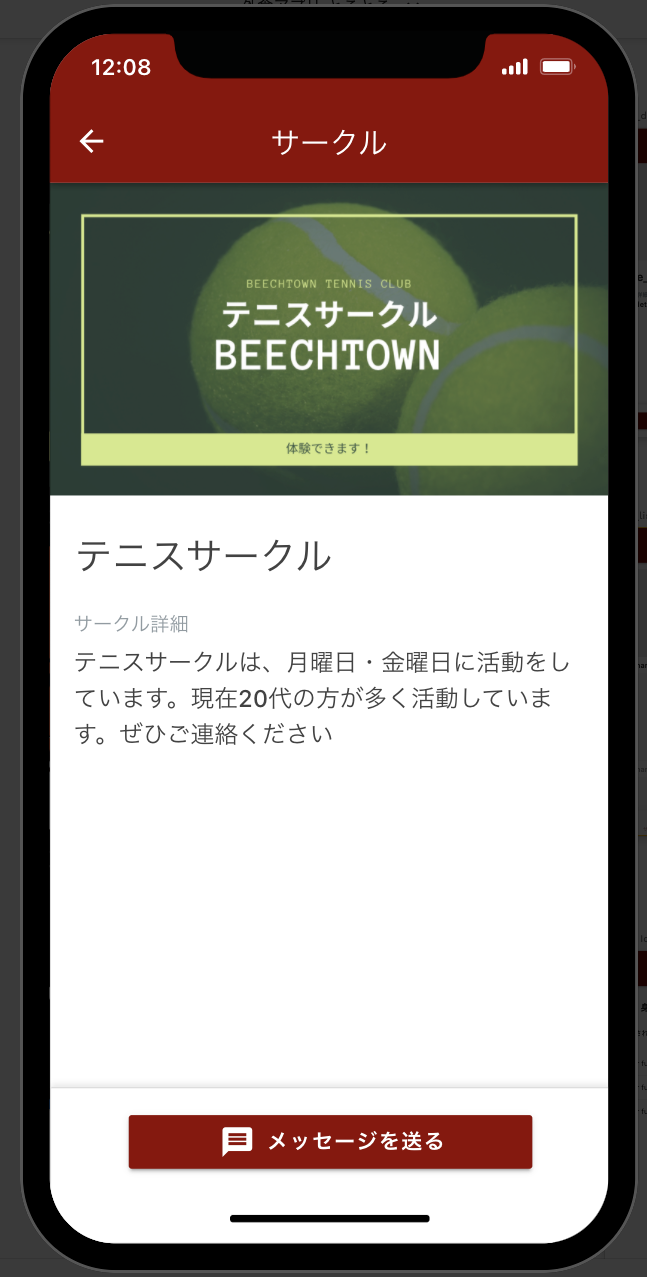 12:08
サークル
BEECHTOWN TENNIS CLUB
テニスサークル
BEECHTOWN
体験できます！
テニスサークル
サークル詳細
テニスサークルは、月曜日・金曜日に活動をし
ています。現在20代の方が多く活動していま
す。ぜひご連絡ください
メッセージを送る